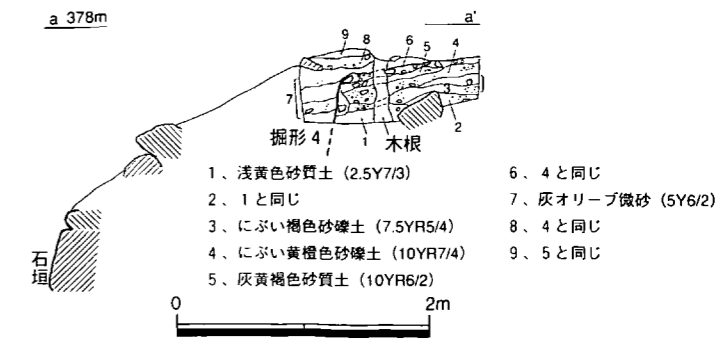 a 378m
a'
9 8 6 5 4
7
3
掘形 4
1 木根
2
1、浅黄色砂質土（2.5Y7/3）
2、1と同じ
3、にぶい褐色砂礫土（7.5YR5/4）
4、にぶい黄橙色砂礫土（10YR7/4）
5、灰黄褐色砂質土（10YR6/2）
6、4と同じ
7、灰オリーブ微砂（5Y6/2）
8、4と同じ
9、5と同じ
石垣
0 2m